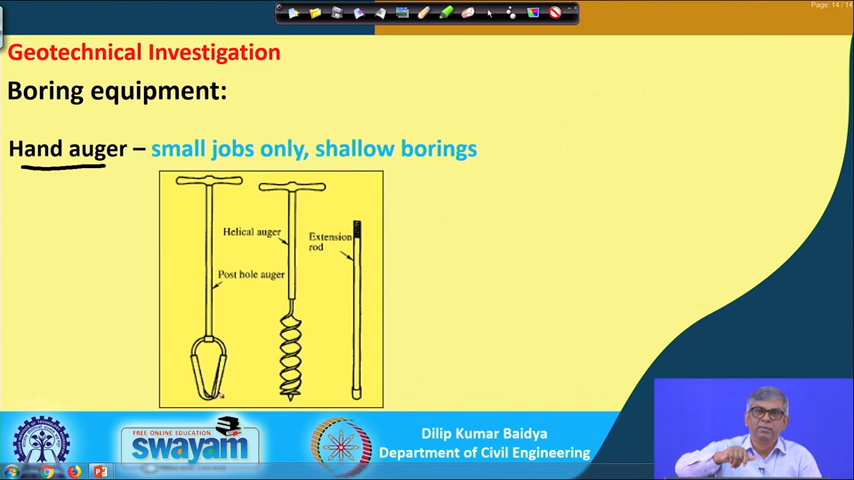 Page: 14 / 14
Geotechnical Investigation
Boring equipment:
Hand auger – small jobs only, shallow borings
Helical auger
Extension
rod
Post hole auger
FREE ONLINE EDUCATION
swayam
Dilip Kumar Baidya
Department of Civil Engineering